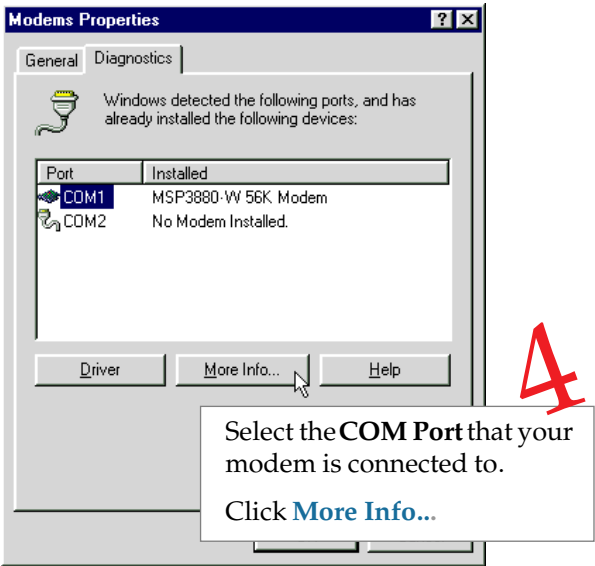 Modems Properties
General Diagnostics
Windows detected the following ports, and has
already installed the following devices:
Port Installed
COM1 MSP3880-W 56K Modem
COM2 No Modem Installed.
Driver More Info... Help
4
Select the COM Port that your
modem is connected to.
Click More Info...